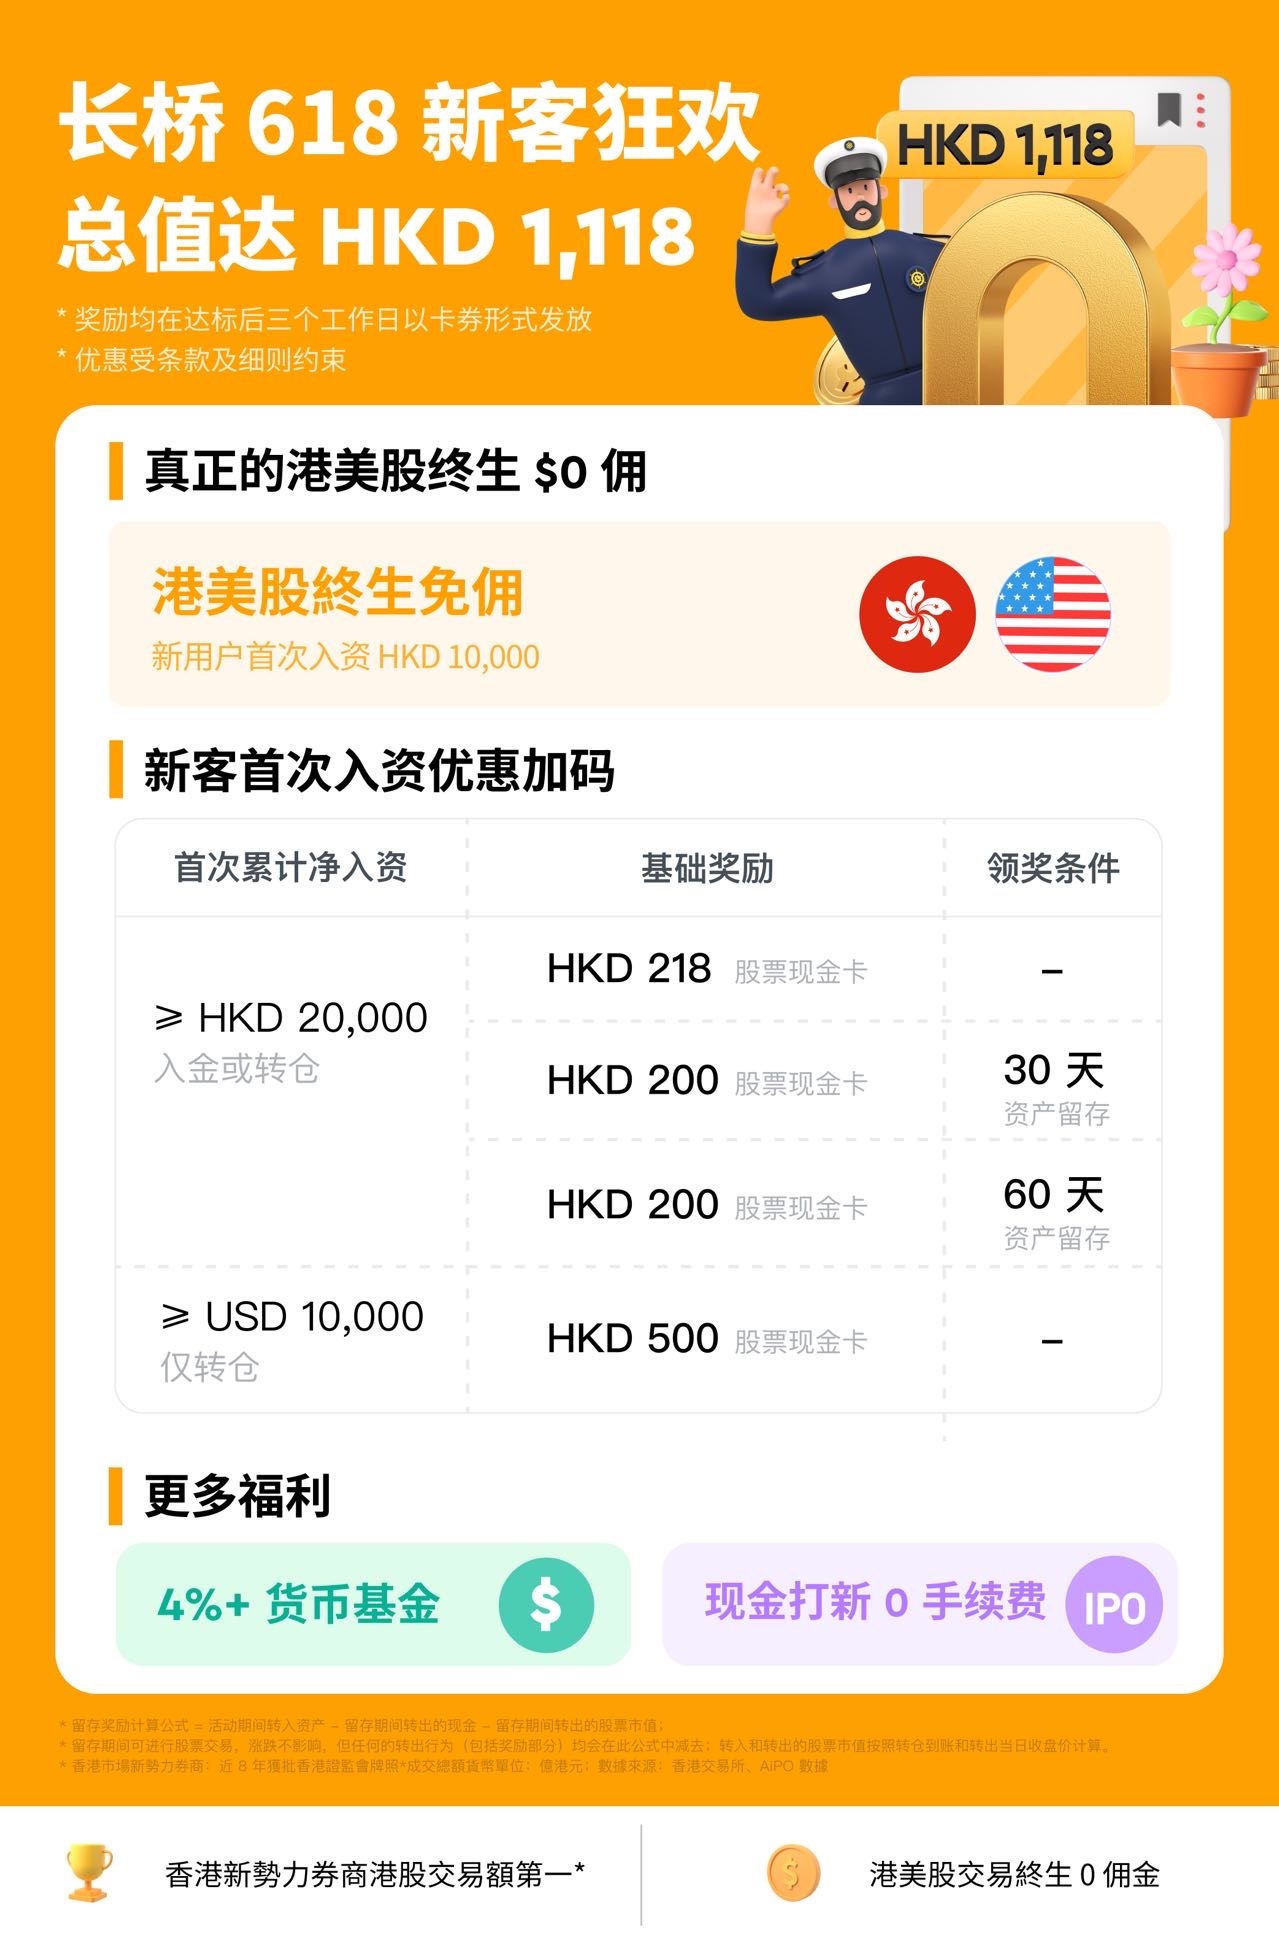 长桥 618 新客狂欢
总值达 HKD 1,118
HKD 1,118
* 奖励均在达标后三个工作日以卡券形式发放
* 优惠受条款及细则约束
真正的港美股终生 $0 佣
港美股終生免佣
新用户首次入资 HKD 10,000
新客首次入资优惠加码
首次累计净入资 基础奖励 领奖条件
HKD 218 股票现金卡 –
≥ HKD 20,000
入金或转仓
HKD 200 股票现金卡 30 天
资产留存
HKD 200 股票现金卡 60 天
资产留存
≥ USD 10,000
仅转仓
HKD 500 股票现金卡 –
更多福利
4%+ 货币基金 $
现金打新 0 手续费 IPO
* 留存奖励计算公式 = 活动期间转入资产 – 留存期间转出的现金 – 留存期间转出的股票市值；
* 留存期间可进行股票交易，涨跌不影响，但任何的转出行为（包括奖励部分）均会在此公式中减去；转入和转出的股票市值按照转仓到账和转出当日收盘价计算。
* 香港市場新勢力券商：近 8 年獲批香港證監會牌照*成交總額貨幣單位：億港元；數據來源：香港交易所、AIPO 數據
香港新勢力券商港股交易額第一*
$ 港美股交易終生 0 佣金